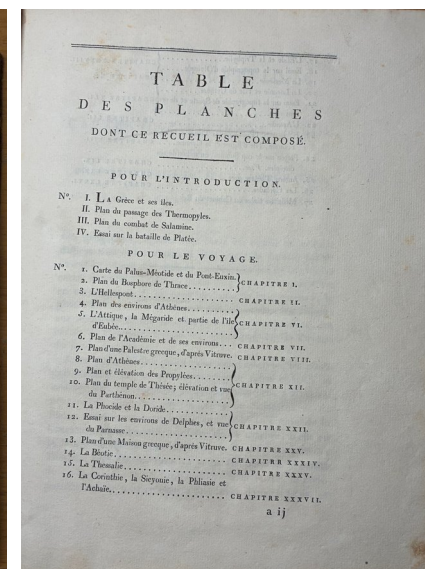 TABLE
DES PLANCHES
DONT CE RECUEIL EST COMPOSÉ.
POUR L'INTRODUCTION.
Nº. I. LA Grèce et ses îles.
II. Plan du passage des Thermopyles.
III. Plan du combat de Salamine.
IV. Essai sur la bataille de Platée.
POUR LE VOYAGE.
Nº. 1. Carte du Palus-Méotide et du Pont-Euxin.
2. Plan du Bosphore de Thrace.......... CHAPITRE I.
3. L'Hellespont........................ CHAPITRE II.
4. Plan des environs d'Athènes..........
5. L'Attique, la Mégaride et partie de l'île CHAPITRE VI.
d'Eubée..........................
6. Plan de l'Académie et de ses environs.... CHAPITRE VII.
7. Plan d'une Palestre grecque, d'après Vitruve. CHAPITRE VIII.
8. Plan d'Athènes......................
9. Plan et élévation des Propylées.......... CHAPITRE XII.
10. Plan du temple de Thésée; élévation et vue
du Parthénon......................
11. La Phocide et la Doride................
12. Essai sur les environs de Delphes, et vue CHAPITRE XXII.
du Parnasse......................
13. Plan d'une Maison grecque, d'après Vitruve. CHAPITRE XXV.
14. La Béotie.......................... CHAPITRE XXXIV.
15. La Thessalie........................ CHAPITRE XXXV.
16. La Corinthie, la Sicyonie, la Phliasie et
l'Achaïe.......................... CHAPITRE XXXVII.
a ij